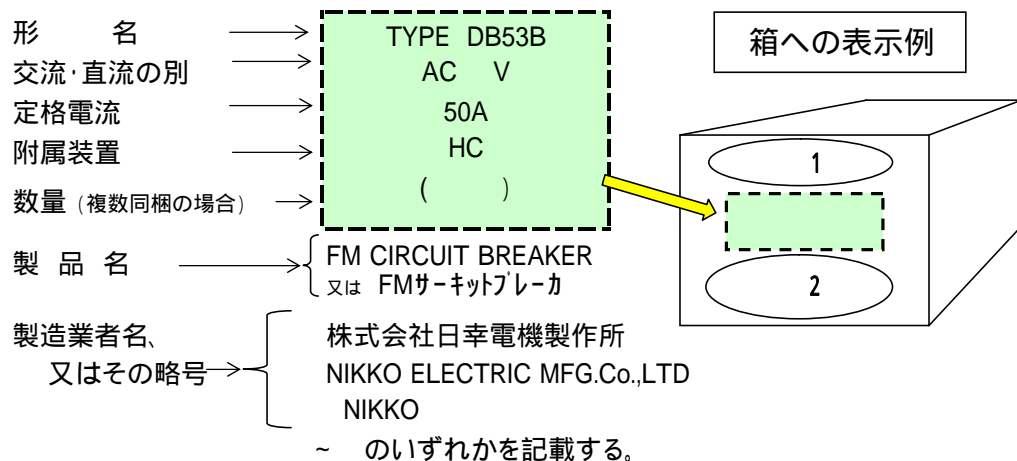 形 名 → TYPE DB53B
交流・直流の別 → AC V
定格電流 → 50A
附属装置 → HC
数量 (複数同梱の場合) → ( )
製品名 → FM CIRCUIT BREAKER
又は FMサーキットブレーカ
製造業者名、
又はその略号 →
株式会社日幸電機製作所
NIKKO ELECTRIC MFG.Co.,LTD
NIKKO
~ のいずれかを記載する。
箱への表示例
1
2